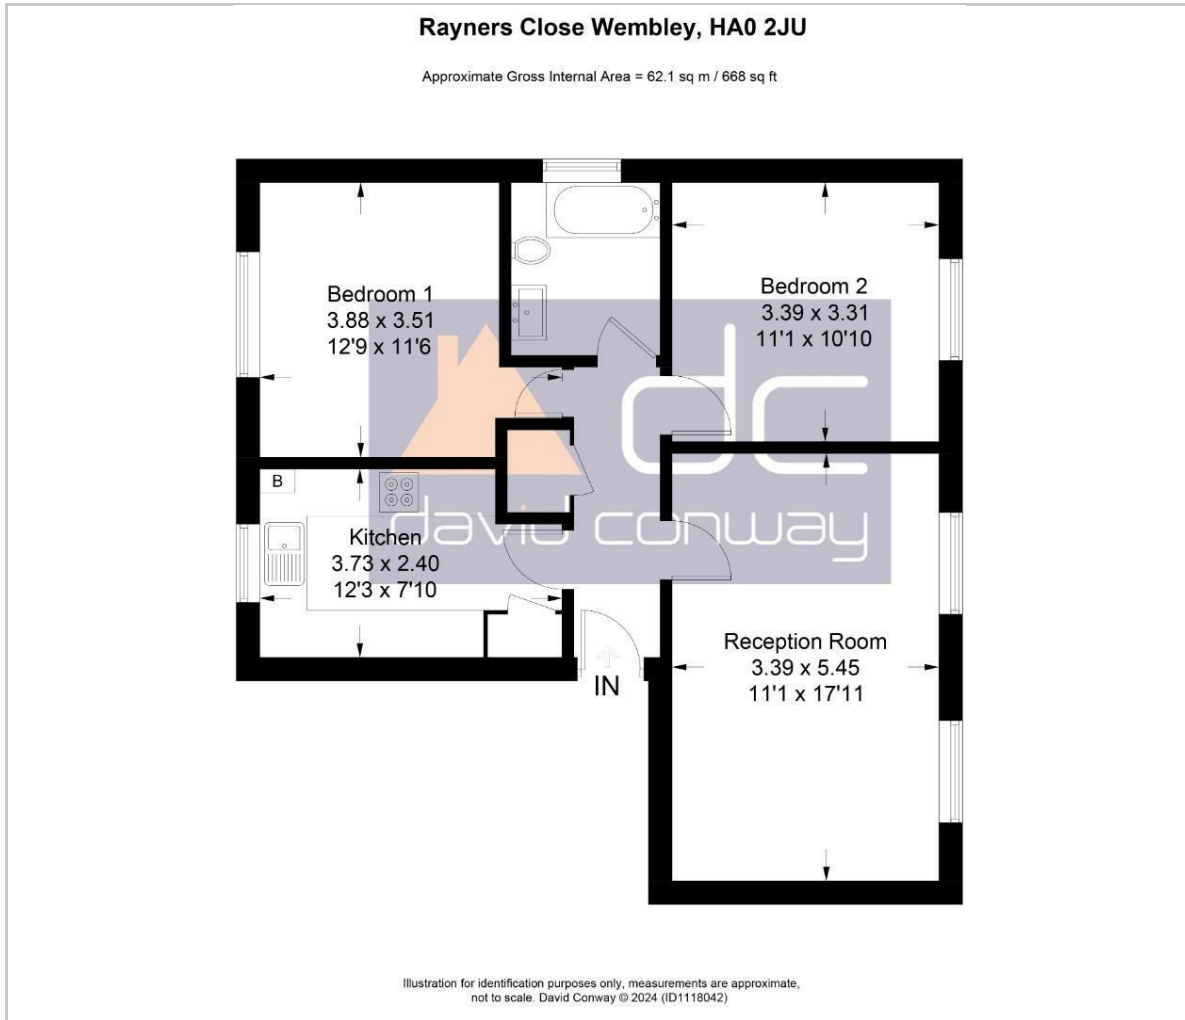 Rayners Close Wembley, HA0 2JU
Approximate Gross Internal Area = 62.1 sq m / 668 sq ft
Bedroom 1
3.88 x 3.51
12'9 x 11'6
Bedroom 2
3.39 x 3.31
11'1 x 10'10
dc
david conway
B
Kitchen
3.73 x 2.40
12'3 x 7'10
Reception Room
3.39 x 5.45
11'1 x 17'11
IN
Illustration for identification purposes only, measurements are approximate,
not to scale. David Conway © 2024 (ID1118042)